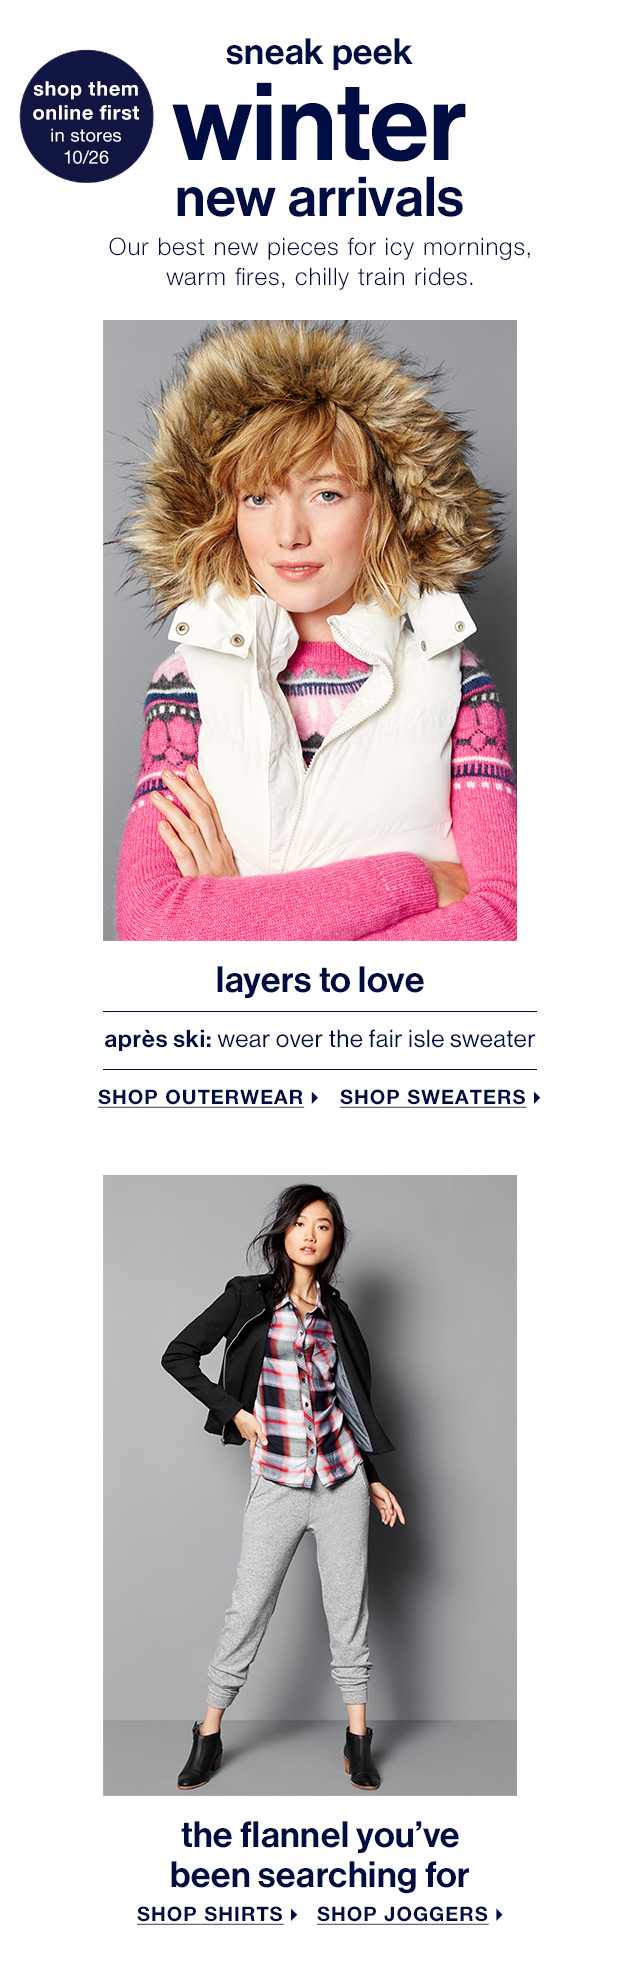 sneak peek
shop them
online first
in stores
10/26
winter
new arrivals
Our best new pieces for icy mornings,
warm fires, chilly train rides.
layers to love
après ski: wear over the fair isle sweater
SHOP OUTERWEAR SHOP SWEATERS
the flannel you’ve
been searching for
SHOP SHIRTS SHOP JOGGERS